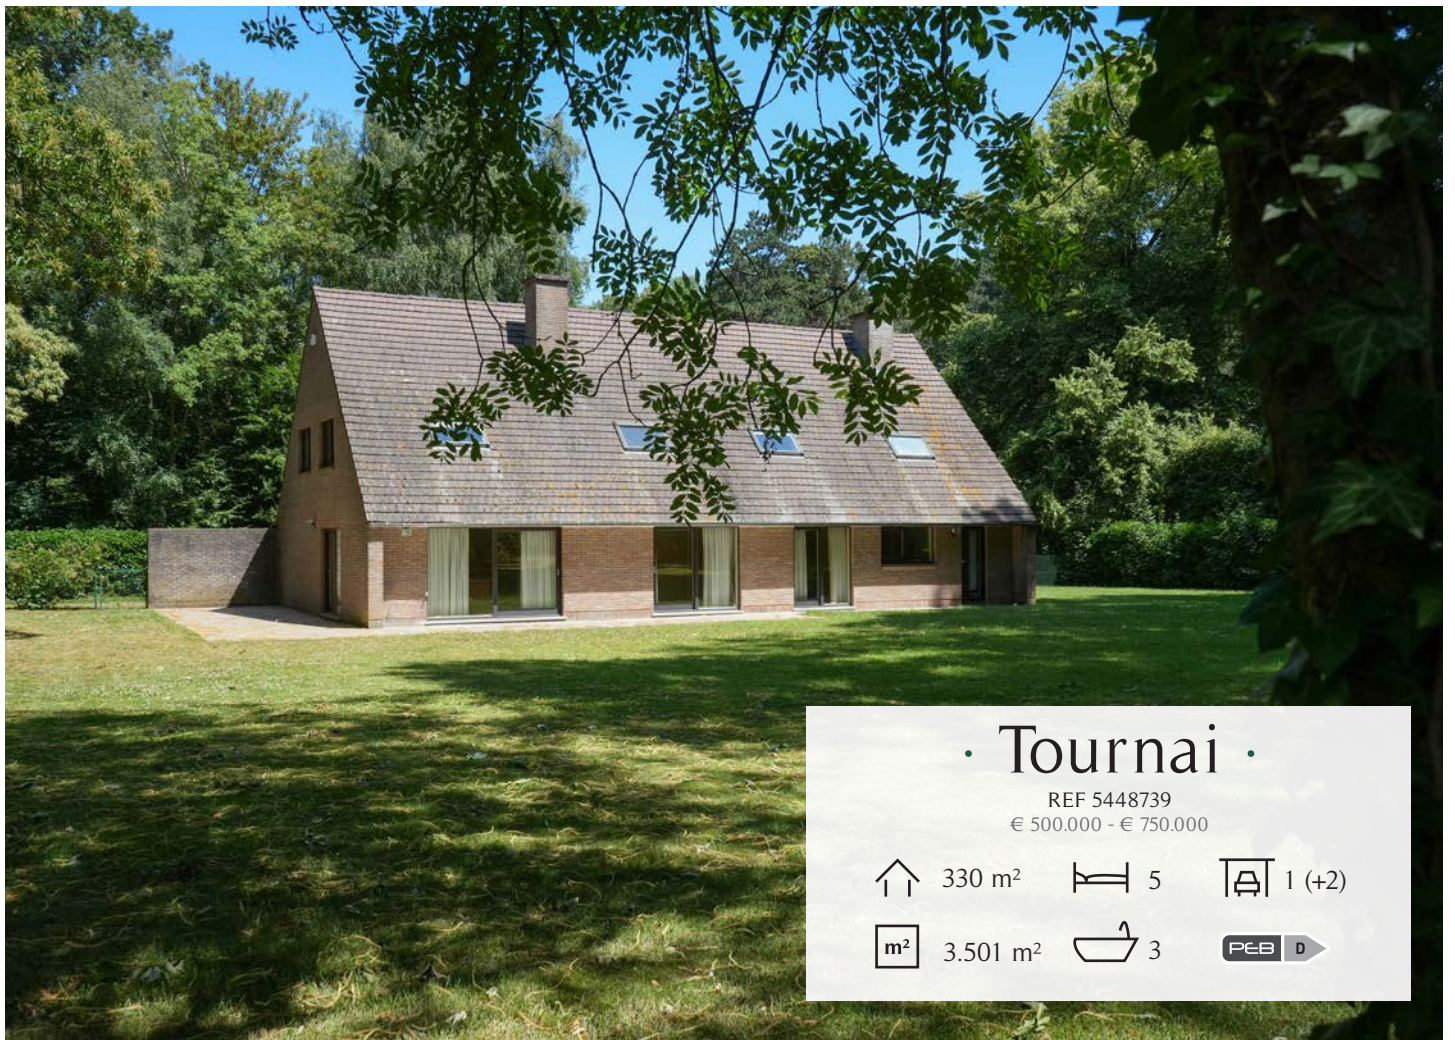 · Tournai ·
REF 5448739
€ 500.000 - € 750.000
330 m² 5 1 (+2)
m² 3.501 m² 3 PEB D